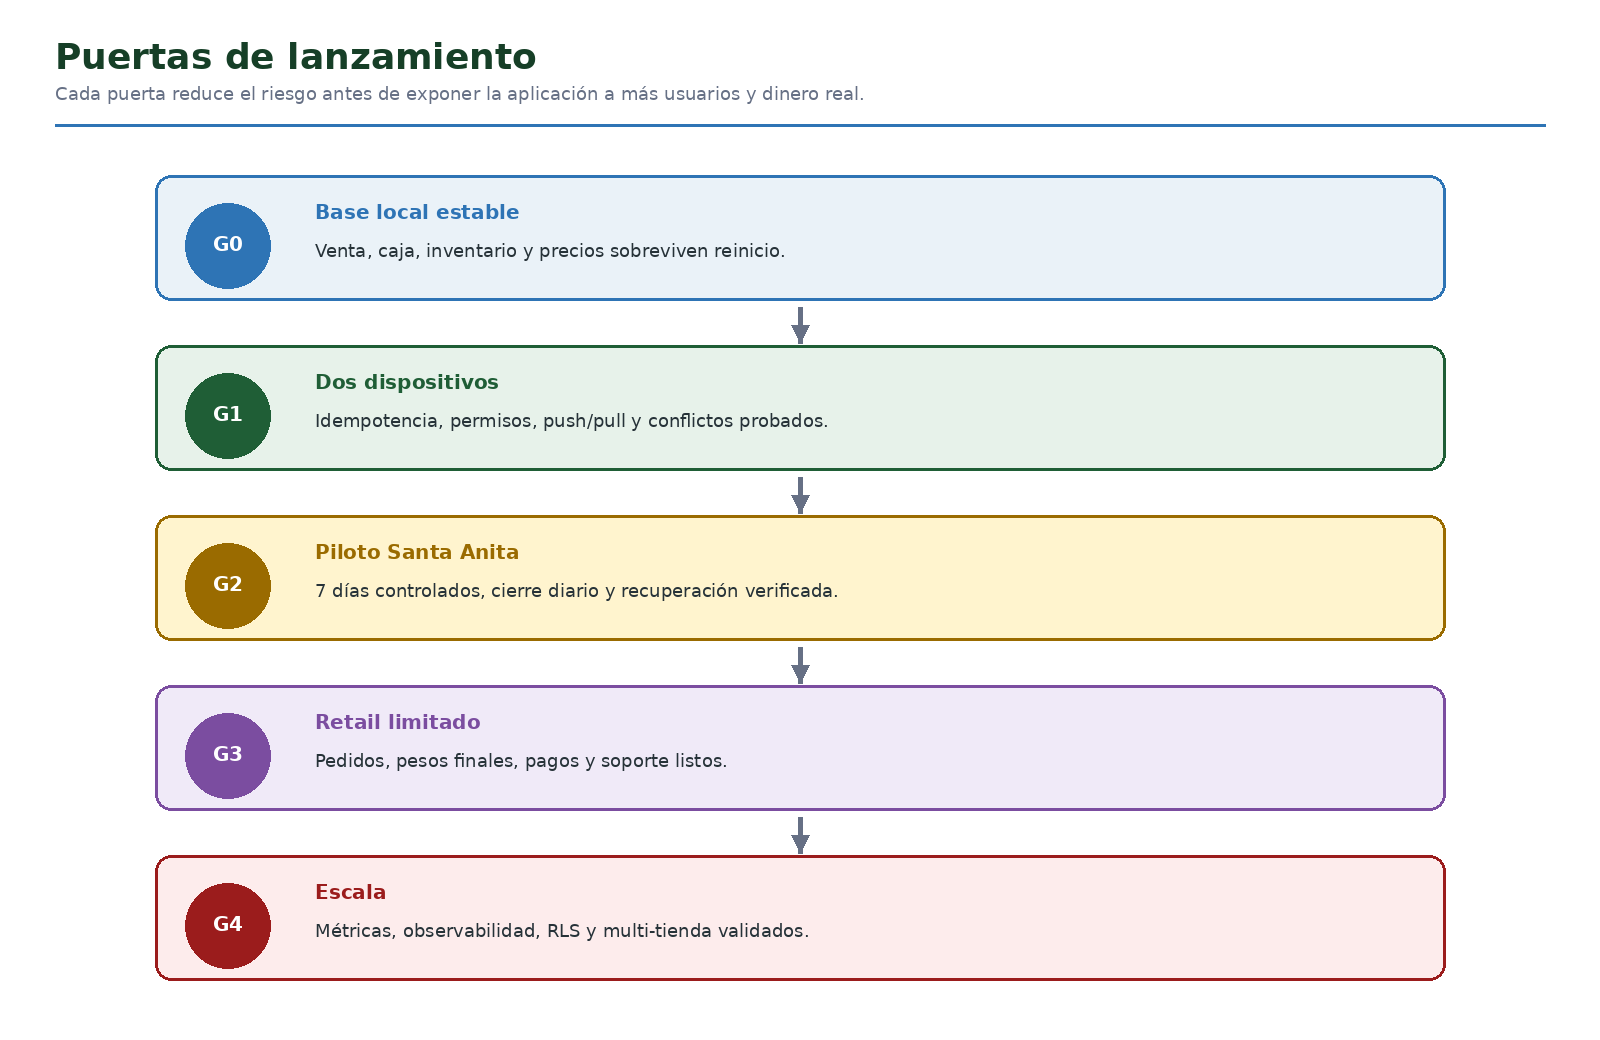 Puertas de lanzamiento
Cada puerta reduce el riesgo antes de exponer la aplicación a más usuarios y dinero real.
G0
Base local estable
Venta, caja, inventario y precios sobreviven reinicio.
G1
Dos dispositivos
Idempotencia, permisos, push/pull y conflictos probados.
G2
Piloto Santa Anita
7 días controlados, cierre diario y recuperación verificada.
G3
Retail limitado
Pedidos, pesos finales, pagos y soporte listos.
G4
Escala
Métricas, observabilidad, RLS y multi-tienda validados.